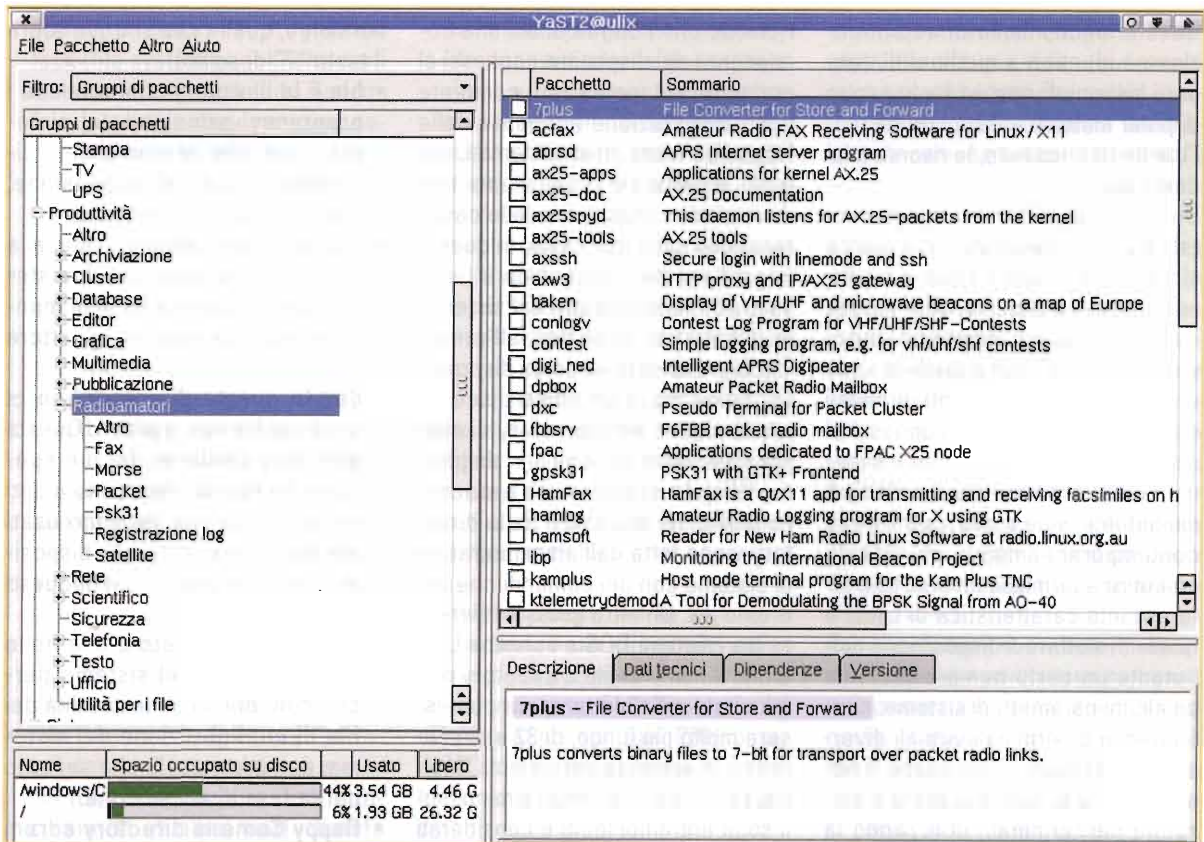 YaST2@ulix
File Pacchetto Altro Aiuto
Filtro: Gruppi di pacchetti
Gruppi di pacchetti
Stampa
TV
UPS
Produttività
Altro
Archiviazione
Cluster
Database
Editor
Grafica
Multimedia
Pubblicazione
Radioamatori
Altro
Fax
Morse
Packet
Psk31
Registrazione log
Satellite
Reti
Scientifico
Sicurezza
Telefonia
Testo
Ufficio
Utilità per i file
Nome Spazio occupato su disco Usato Libero
/windows/C 44% 3.54 GB 4.46 G
/ 6% 1.93 GB 26.32 G
Pacchetto Sommario
7plus File Converter for Store and Forward
acfax Amateur Radio FAX Receiving Software for Linux / X11
aprsd APRS Internet server program
ax25-apps Applications for kernel AX.25
ax25-doc AX.25 Documentation
ax25spyd This daemon listens for AX.25-packets from the kernel
ax25-tools AX.25 tools
axssh Secure login with linemode and ssh
axw3 HTTP proxy and IP/AX25 gateway
baken Display of VHF/UHF and microwave beacons on a map of Europe
conlogv Contest Log Program for VHF/UHF/SHF-Contests
contest Simple logging program, e.g. for vhf/uhf/shf contests
digi_ned Intelligent APRS Digipeater
dpbox Amateur Packet Radio Mailbox
dxc Pseudo Terminal for Packet Cluster
fbbsrv F6FBB packet radio mailbox
fpac Applications dedicated to FPAC X25 node
gpsk31 PSK31 with GTK+ Frontend
HamFax HamFax is a Qt/X11 app for transmitting and receiving facsimiles on h
hamlog Amateur Radio Logging program for X using GTK
hamsoft Reader for New Ham Radio Linux Software at radio.linux.org.au
ibp Monitoring the International Beacon Project
kamplus Host mode terminal program for the Kam Plus TNC
ktelemetrydemod A Tool for Demodulating the BPSK Signal from AO-40
Descrizione Dati tecnici Dipendenze Versione
7plus - File Converter for Store and Forward
7plus converts binary files to 7-bit for transport over packet radio links.